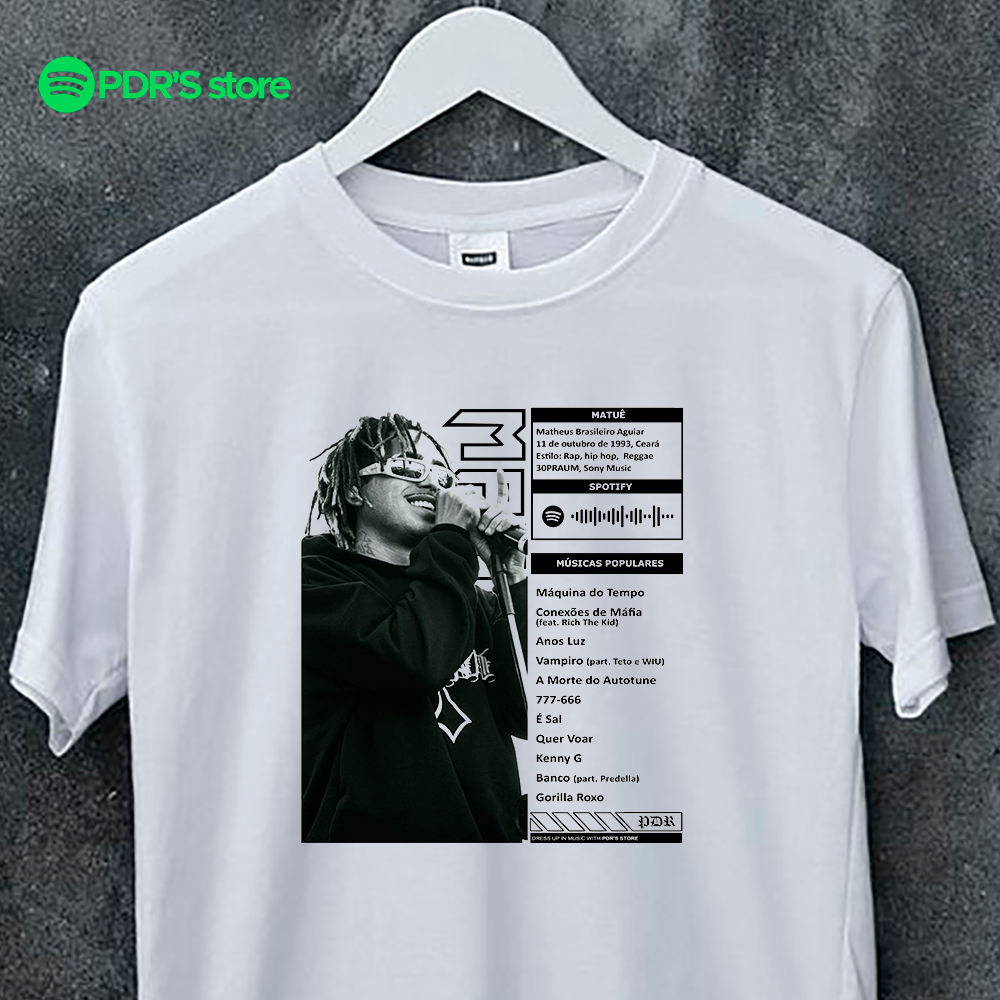 PDR'S store
MATUÊ
Matheus Brasileiro Aguiar
11 de outubro de 1993, Ceará
Estilo: Rap, hip hop, Reggae
30PRAUM, Sony Music
SPOTIFY
MÚSICAS POPULARES
Máquina do Tempo
Conexões de Máfia
(feat. Rich The Kid)
Anos Luz
Vampiro (part. Teto e WIU)
A Morte do Autotune
777-666
É Sal
Quer Voar
Kenny G
Banco (part. Predella)
Gorilla Roxo
PDR
DRESS UP IN MUSIC WITH PDR'S STORE